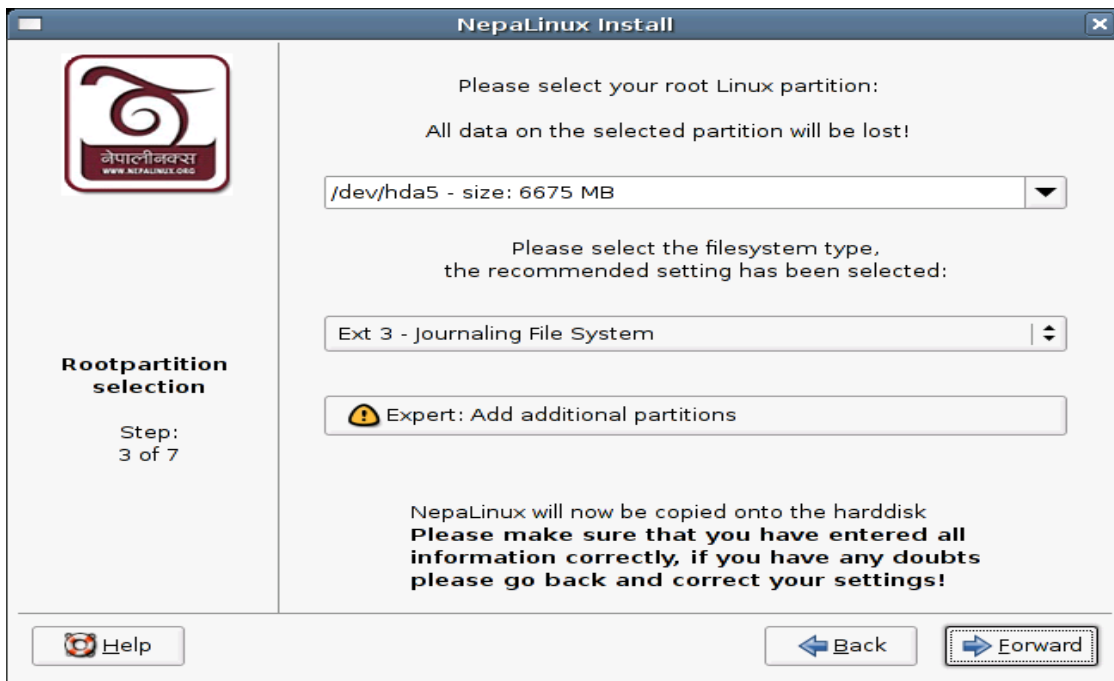 NepaLinux Install
नेपालीनक्स
WWW.NEPALINUX.ORG
Rootpartition
selection
Step:
3 of 7
Please select your root Linux partition:
All data on the selected partition will be lost!
/dev/hda5 - size: 6675 MB
Please select the filesystem type,
the recommended setting has been selected:
Ext 3 - Journaling File System
Expert: Add additional partitions
NepaLinux will now be copied onto the harddisk
Please make sure that you have entered all
information correctly, if you have any doubts
please go back and correct your settings!
Help
Back
Forward